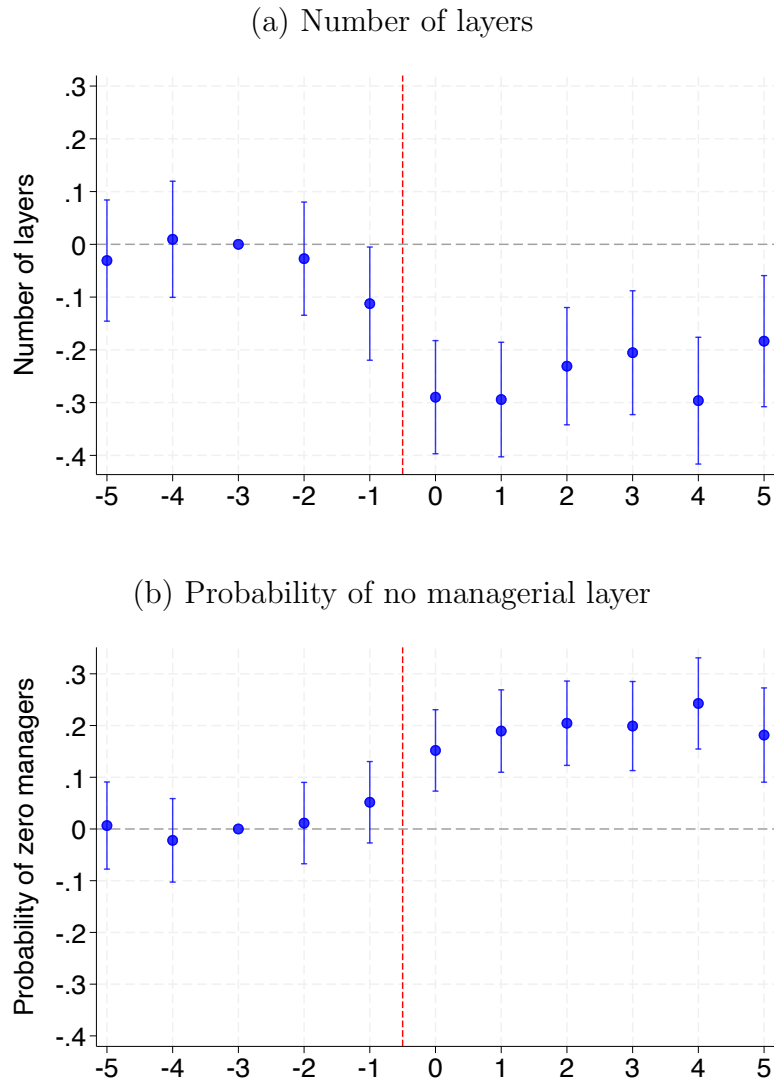 (a) Number of layers
Number of layers
.3
.2
.1
0
-.1
-.2
-.3
-.4
-5 -4 -3 -2 -1 0 1 2 3 4 5
(b) Probability of no managerial layer
Probability of zero managers
.3
.2
.1
0
-.1
-.2
-.3
-.4
-5 -4 -3 -2 -1 0 1 2 3 4 5